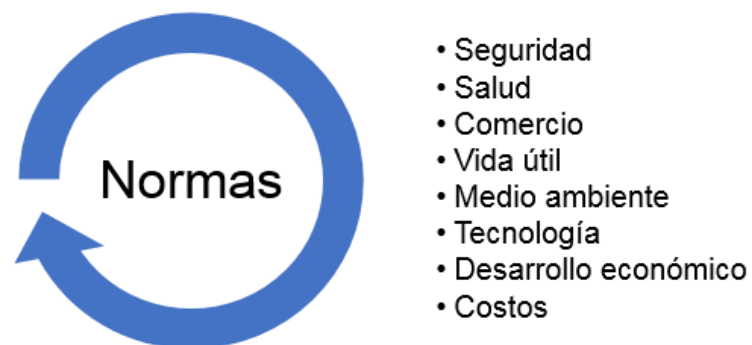 Normas
• Seguridad
• Salud
• Comercio
• Vida útil
• Medio ambiente
• Tecnología
• Desarrollo económico
• Costos